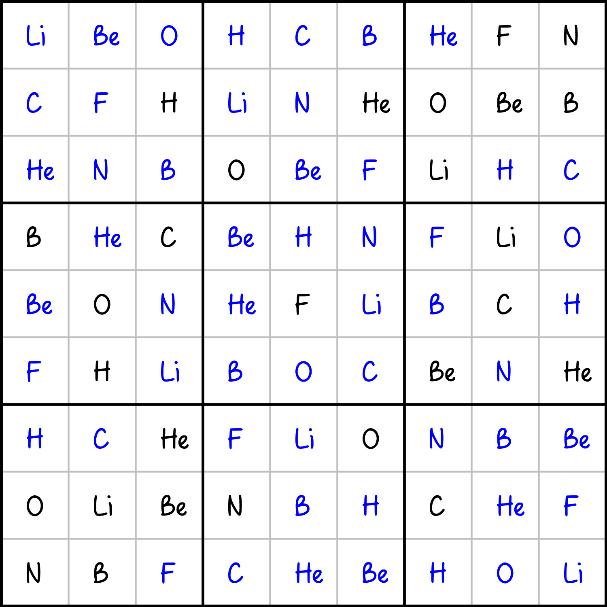 Li Be O H C B He F N
C F H Li N He O Be B
He N B O Be F Li H C
B He C Be H N F Li O
Be O N He F Li B C H
F H Li B O C Be N He
H C He F Li O N B Be
O Li Be N B H C He F
N B F C He Be H O Li